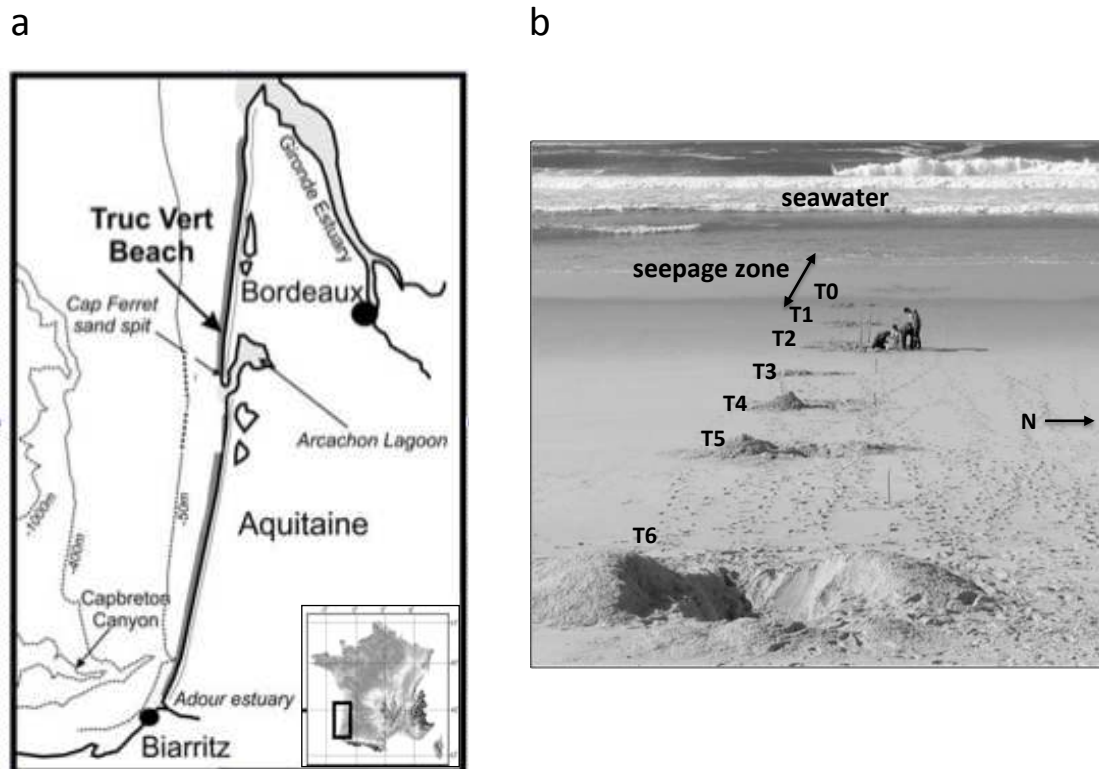 a
b
Gironde Estuary
Truc Vert
Beach
Bordeaux
Cap Ferret
sand spit
Arcachon Lagoon
-1000m
-400m
-50m
Aquitaine
Capbreton
Canyon
Adour estuary
Biarritz
seawater
seepage zone
T0
T1
T2
T3
T4
T5
N
T6